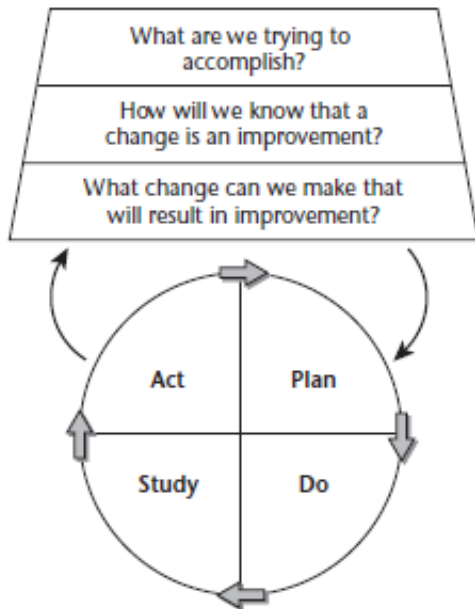 What are we trying to
accomplish?
How will we know that a
change is an improvement?
What change can we make that
will result in improvement?
Act
Plan
Study
Do